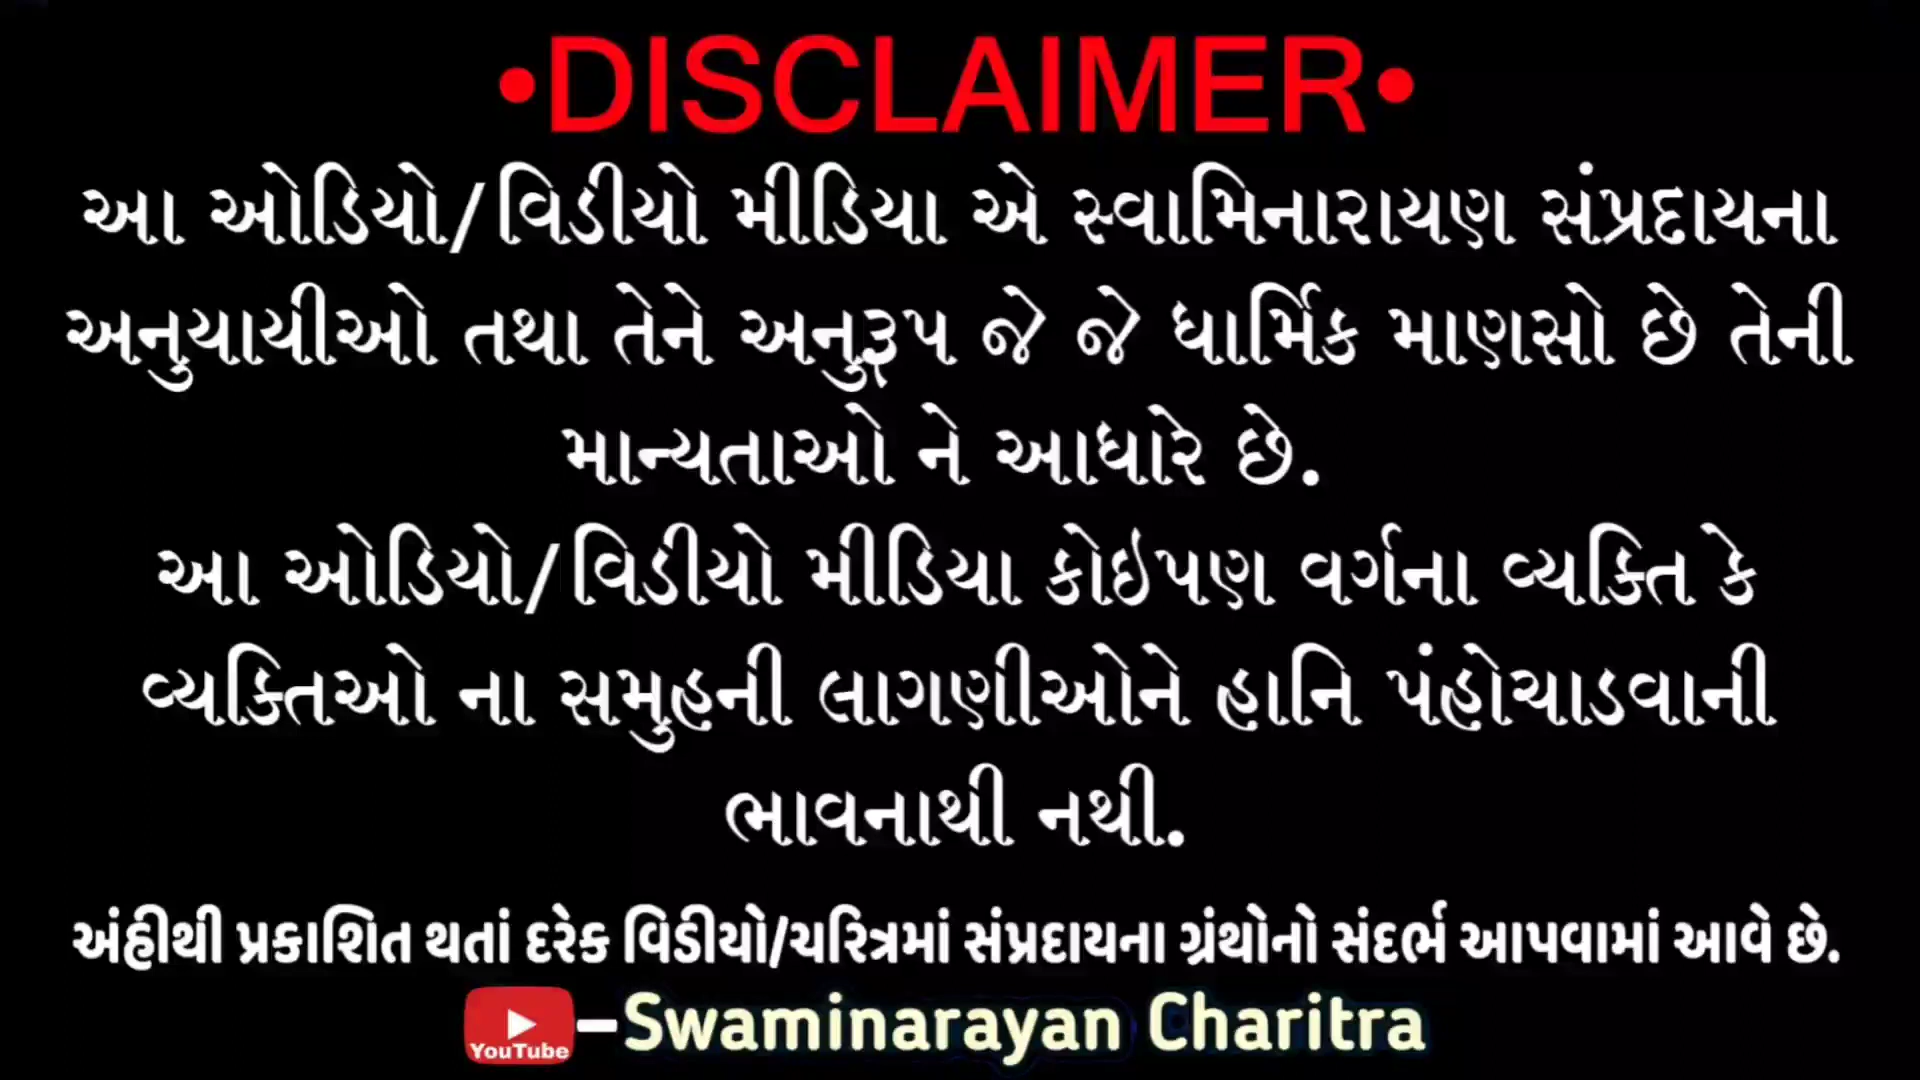 •DISCLAIMER•
આ ઓડિયો/વિડીયો મીડિયા એ સ્વામિનારાયણ સંપ્રદાયના
અનુયાયીઓ તથા તેને અનુરૂપ જે જે ધાર્મિક માણસો છે તેની
માન્યતાઓ ને આધારે છે.
આ ઓડિયો/વિડીયો મીડિયા કોઇપણ વર્ગના વ્યક્તિ કે
વ્યક્તિઓ ના સમુહની લાગણીઓને હાનિ પંહોચાડવાની
ભાવનાથી નથી.
અંહીથી પ્રકાશિત થતાં દરેક વિડીયો/ચરિત્રમાં સંપ્રદાયના ગ્રંથોનો સંદર્ભ આપવામાં આવે છે.
YouTube –Swaminarayan Charitra